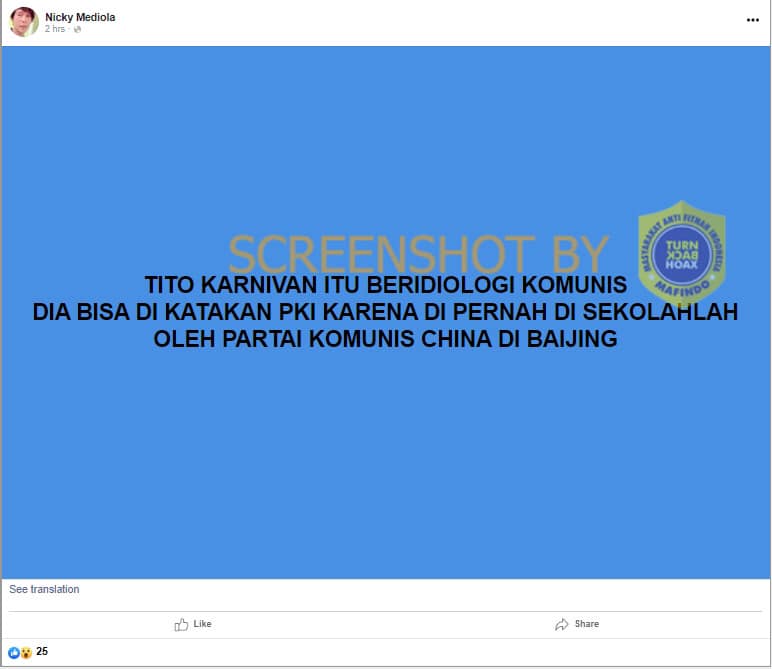 Nicky Mediola
2 hrs ·
SCREENSHOT BY
MASYARAKAT ANTI FITNAH INDONESIA
TURN
BACK
HOAX
MAFINDO
TITO KARNIVAN ITU BERIDIOLOGI KOMUNIS
DIA BISA DI KATAKAN PKI KARENA DI PERNAH DI SEKOLAHLAH
OLEH PARTAI KOMUNIS CHINA DI BAIJING
See translation
Like
Share
25